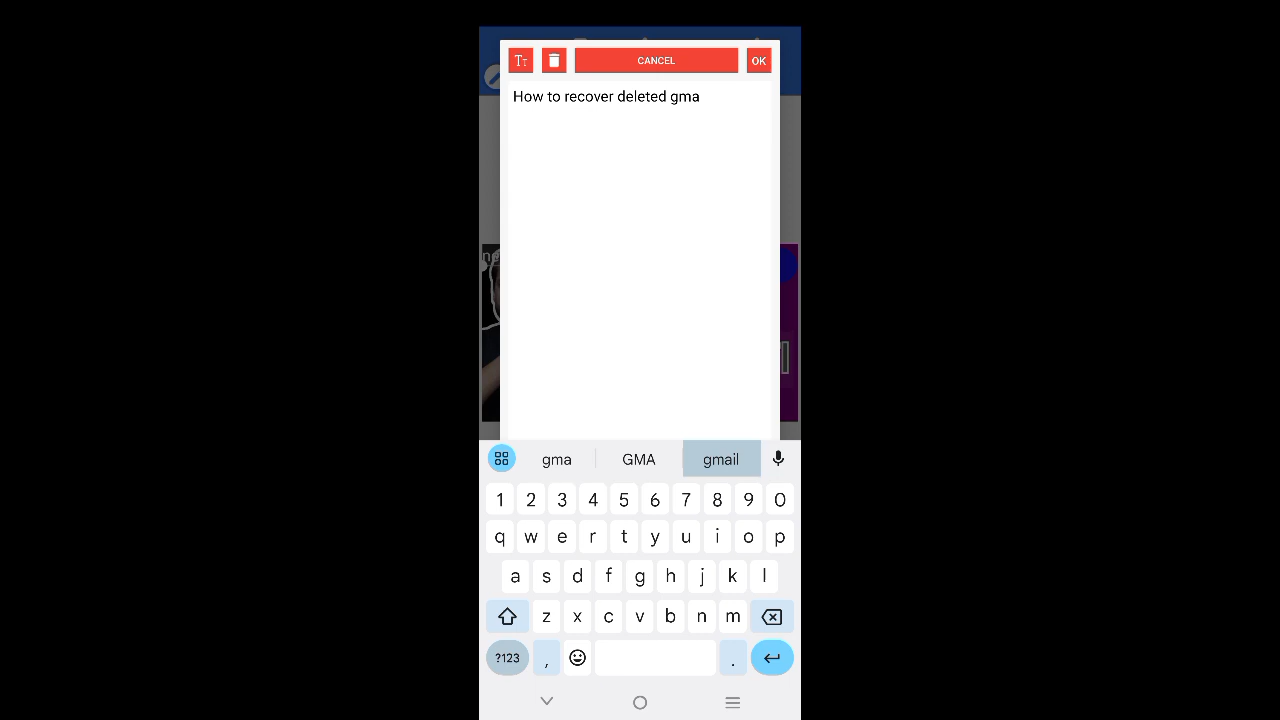 Tт
CANCEL
OK
How to recover deleted gma
gma
GMA
gmail
1 2 3 4 5 6 7 8 9 0
q w e r t y u i o p
a s d f g h j k l
z x c v b n m
?123 , .